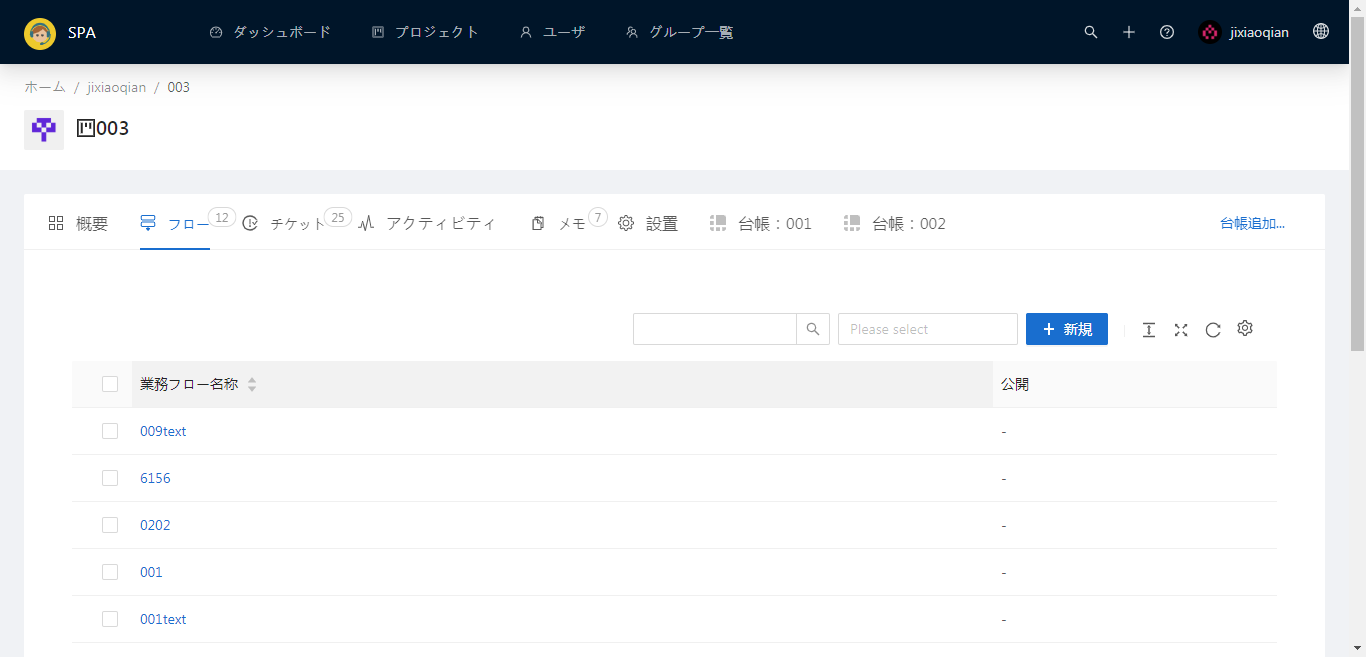 SPA ダッシュボード プロジェクト ユーザ グループ一覧 jixiaoqian
ホーム / jixiaoqian / 003
003
概要 フロー 12 チケット 25 アクティビティ メモ 7 设置 台帳：001 台帳：002 台帳追加...
Please select + 新規
業務フロー名称 公開
009text -
6156 -
0202 -
001 -
001text -